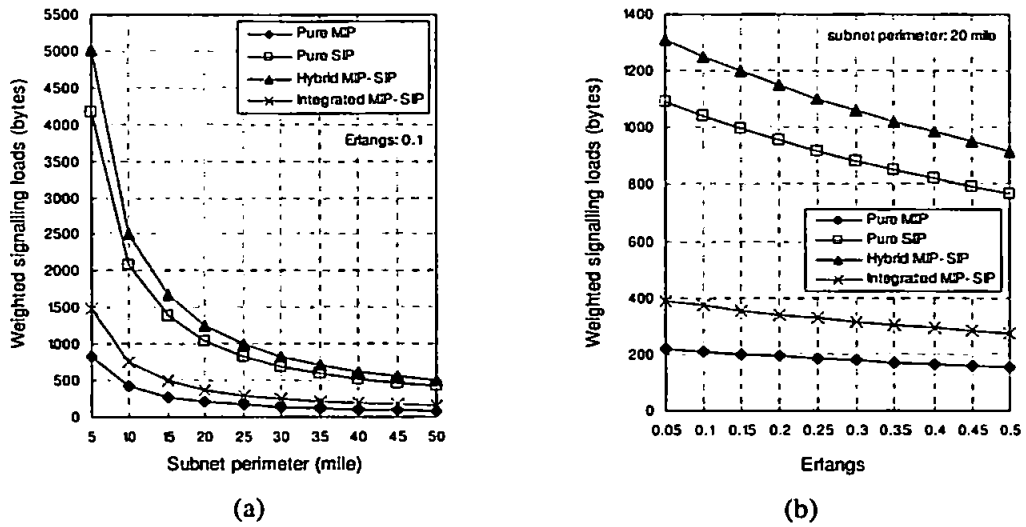 5500
5000
4500
4000
3500
3000
2500
2000
1500
1000
500
0
Weighted signalling loads (bytes)
Pure MIP
Pure SIP
Hybrid MIP-SIP
Integrated MIP-SIP
Erlangs: 0.1
5 10 15 20 25 30 35 40 45 50
Subnet perimeter (mile)
(a)
1400
1200
1000
800
600
400
200
0
Weighted signalling loads (bytes)
subnet perimeter: 20 mile
Pure MIP
Pure SIP
Hybrid MIP-SIP
Integrated MIP-SIP
0.05 0.1 0.15 0.2 0.25 0.3 0.35 0.4 0.45 0.5
Erlangs
(b)